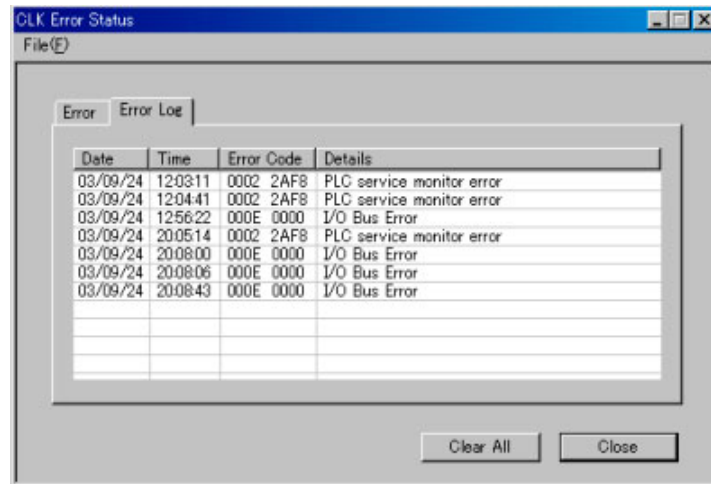 CLK Error Status
File(F)
Error Error Log
Date Time Error Code Details
03/09/24 12:03:11 0002 2AF8 PLC service monitor error
03/09/24 12:04:41 0002 2AF8 PLC service monitor error
03/09/24 12:56:22 000E 0000 I/O Bus Error
03/09/24 20:05:14 0002 2AF8 PLC service monitor error
03/09/24 20:08:00 000E 0000 I/O Bus Error
03/09/24 20:08:06 000E 0000 I/O Bus Error
03/09/24 20:08:43 000E 0000 I/O Bus Error
Clear All Close